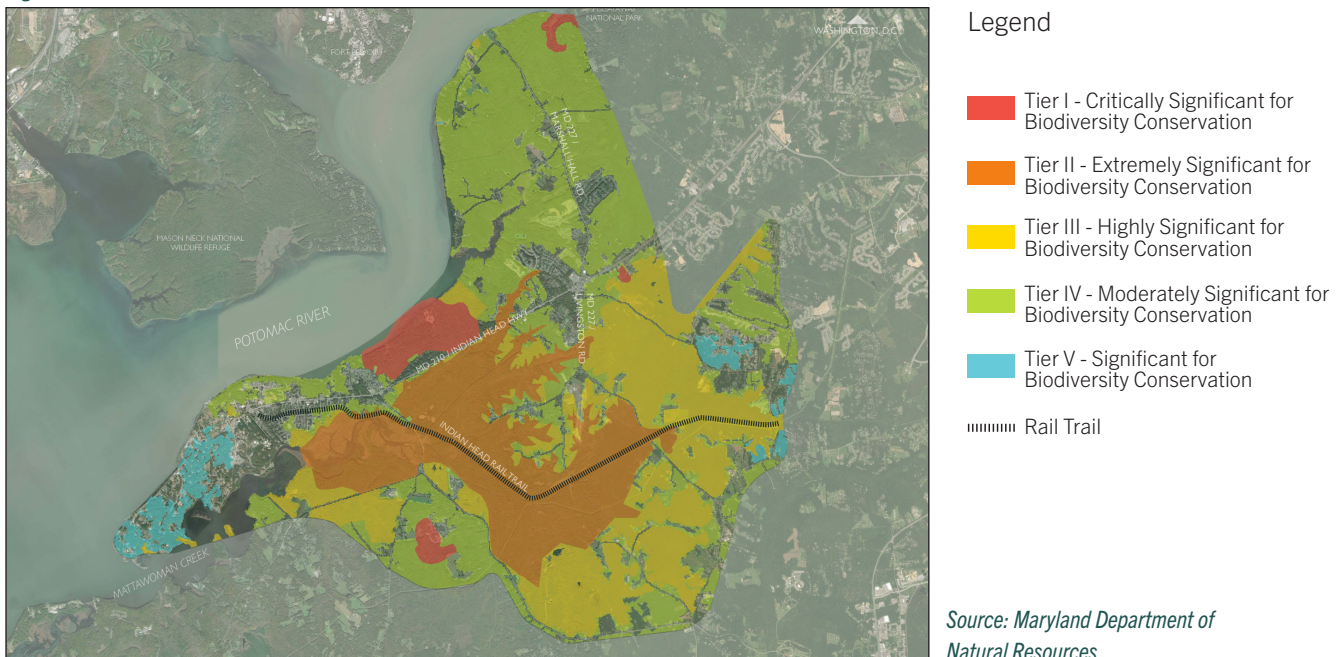 NATIONAL PARK
WASHINGTON, D.C.
FORT BELVOIR
MD 227 /
MARSHALL HALL RD
MASON NECK NATIONAL
WILDLIFE REFUGE
POTOMAC RIVER
MD 210 / INDIAN HEAD HWY
MD 227 /
LIVINGSTON RD
INDIAN HEAD RAIL TRAIL
MATTAWOMAN CREEK
Legend
Tier I - Critically Significant for
Biodiversity Conservation
Tier II - Extremely Significant for
Biodiversity Conservation
Tier III - Highly Significant for
Biodiversity Conservation
Tier IV - Moderately Significant for
Biodiversity Conservation
Tier V - Significant for
Biodiversity Conservation
Rail Trail
Source: Maryland Department of
Natural Resources